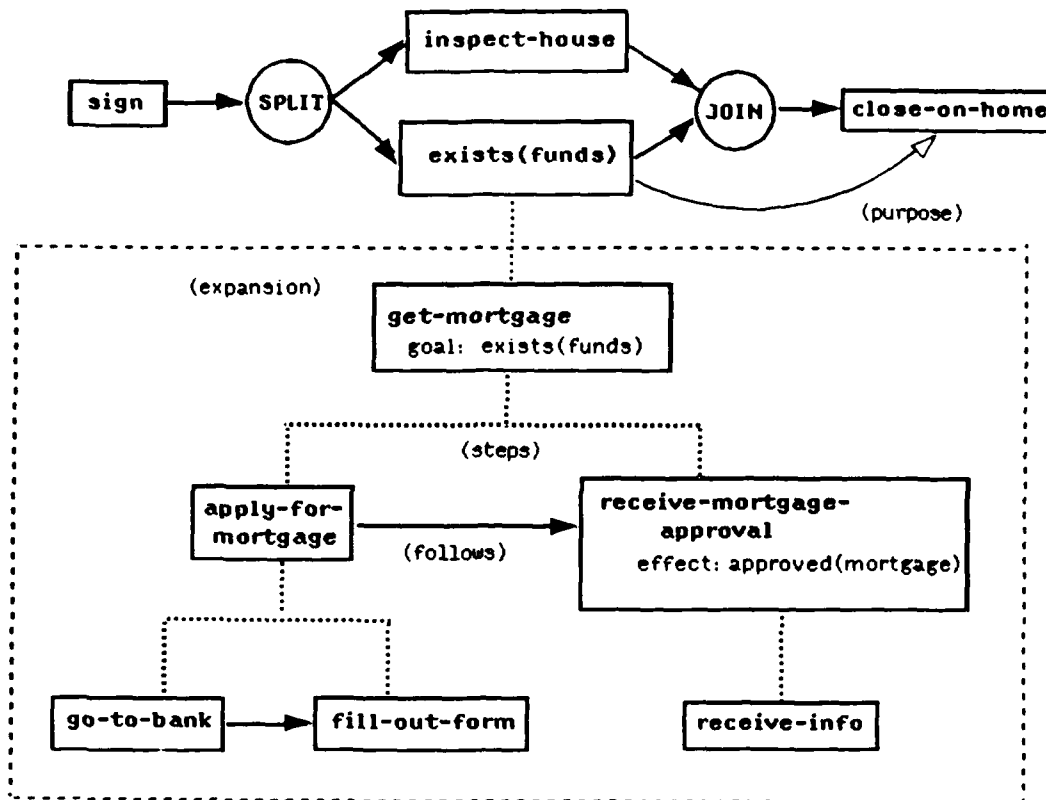 inspect-house
sign
SPLIT
JOIN
close-on-home
exists(funds)
(purpose)
(expansion)
get-mortgage
goal: exists(funds)
(steps)
apply-for-
mortgage
(follows)
receive-mortgage-
approval
effect: approved(mortgage)
go-to-bank
fill-out-form
receive-info